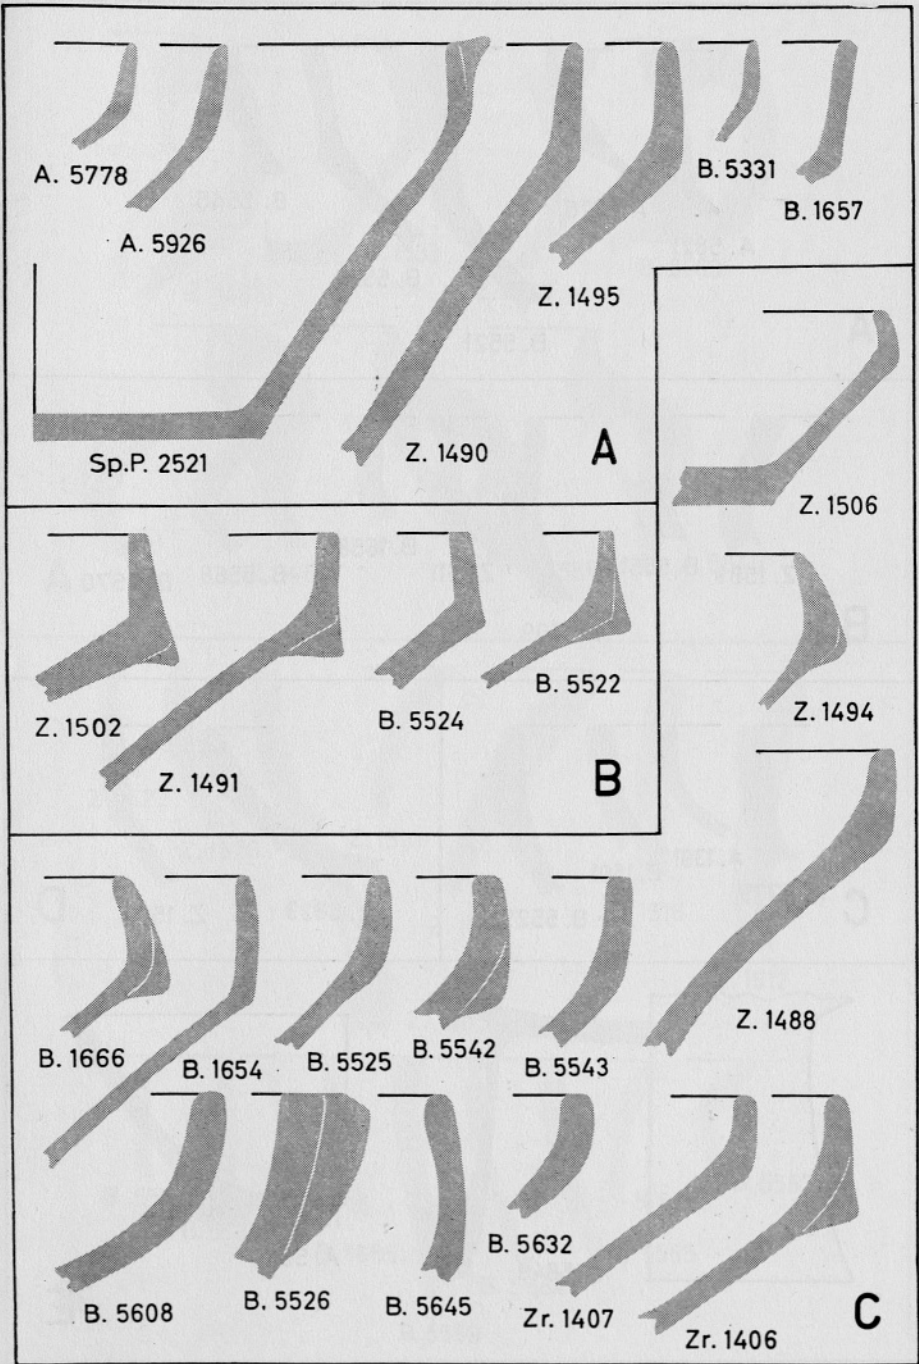 A. 5778
A. 5926
Sp.P. 2521
Z. 1490
Z. 1495
B. 5331
B. 1657
A
Z. 1502
Z. 1491
B. 5524
B. 5522
B
Z. 1506
Z. 1494
Z. 1488
B. 1666
B. 1654
B. 5525
B. 5542
B. 5543
B. 5608
B. 5526
B. 5645
B. 5632
Zr. 1407
Zr. 1406
C